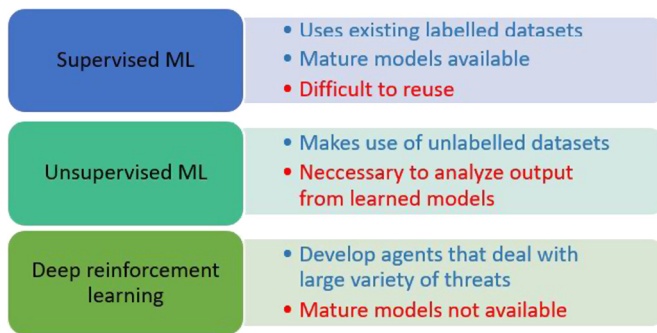 Supervised ML
• Uses existing labelled datasets
• Mature models available
• Difficult to reuse
Unsupervised ML
• Makes use of unlabelled datasets
• Neccessary to analyze output
from learned models
Deep reinforcement
learning
• Develop agents that deal with
large variety of threats
• Mature models not available